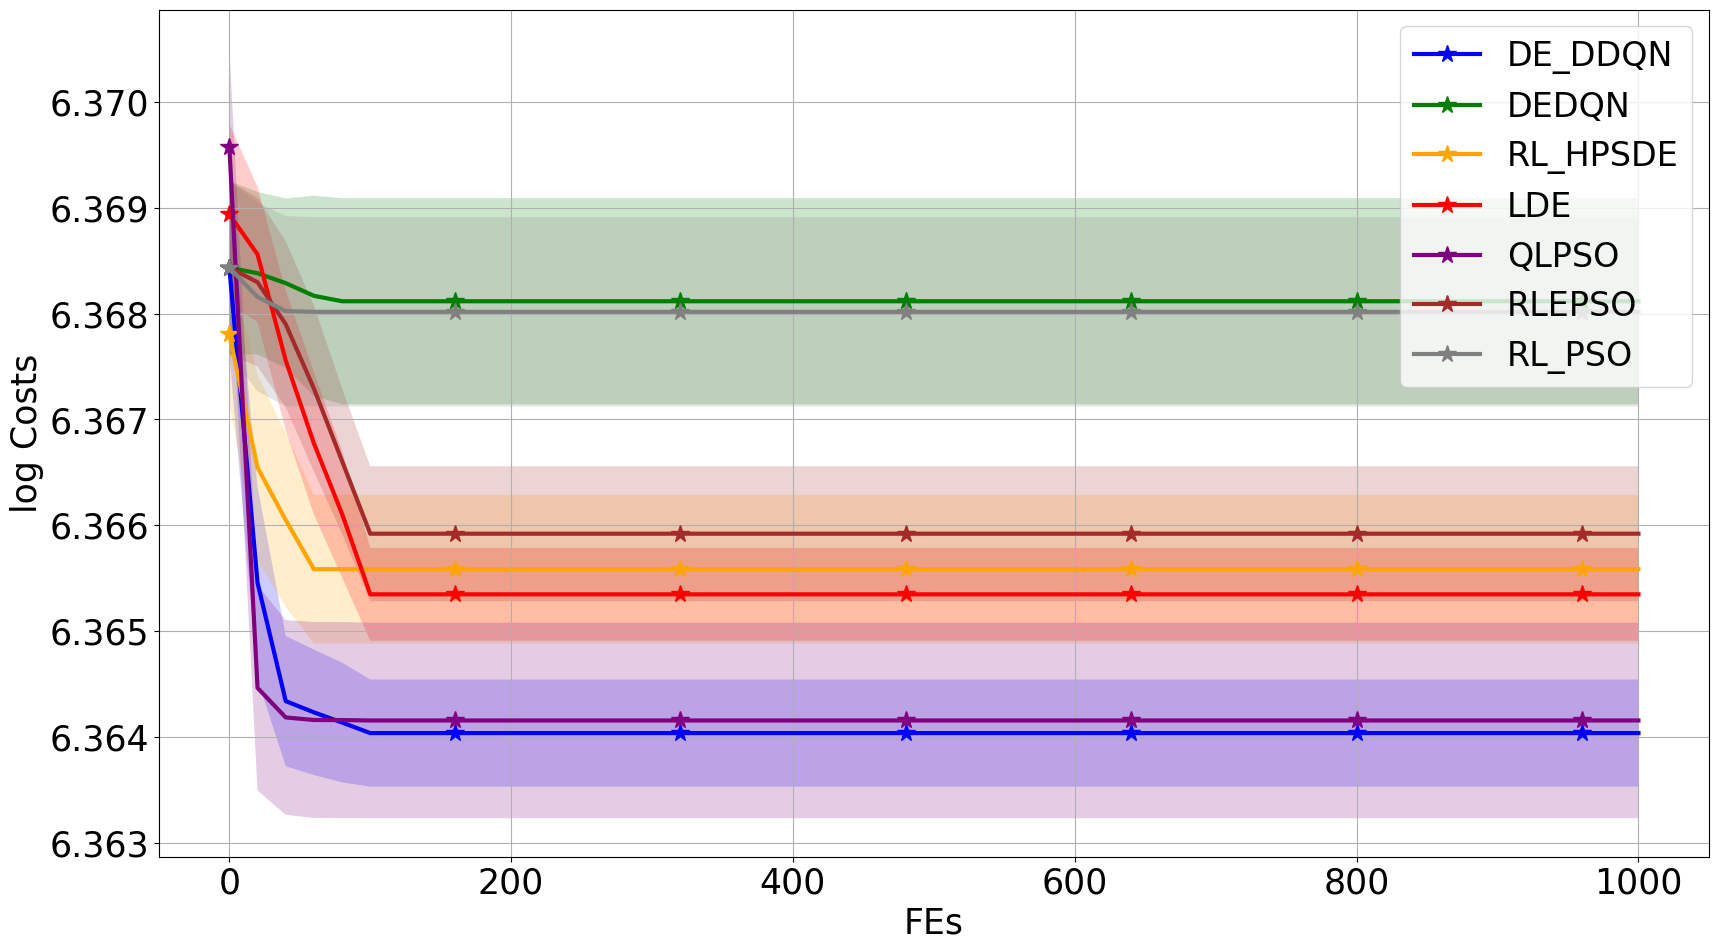 6.370
6.369
6.368
6.367
6.366
6.365
6.364
6.363
log Costs
0
200
400
600
800
1000
FEs
DE_DDQN
DEDQN
RL_HPSDE
LDE
QLPSO
RLEPSO
RL_PSO